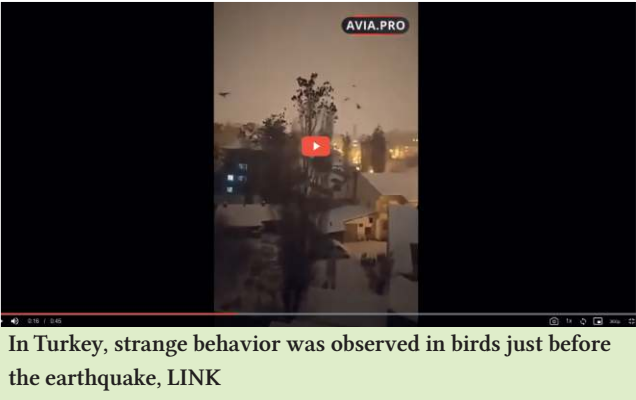 AVIA.PRO
0:16 / 0:45
1x
In Turkey, strange behavior was observed in birds just before
the earthquake, LINK